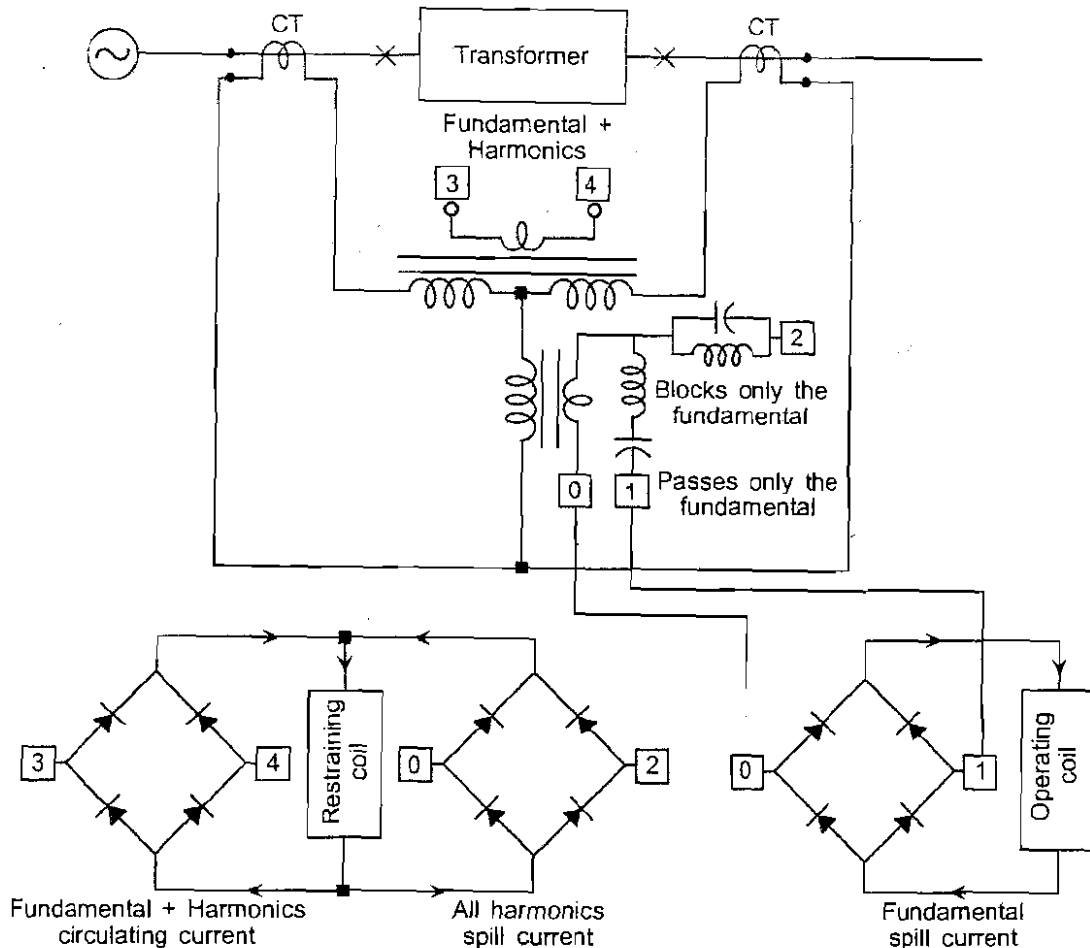 CT
CT
Transformer
Fundamental +
Harmonics
3
4
2
Blocks only the
fundamental
0
1
Passes only the
fundamental
3
4
Restraining
coil
0
2
0
1
Operating
coil
Fundamental + Harmonics
circulating current
All harmonics
spill current
Fundamental
spill current